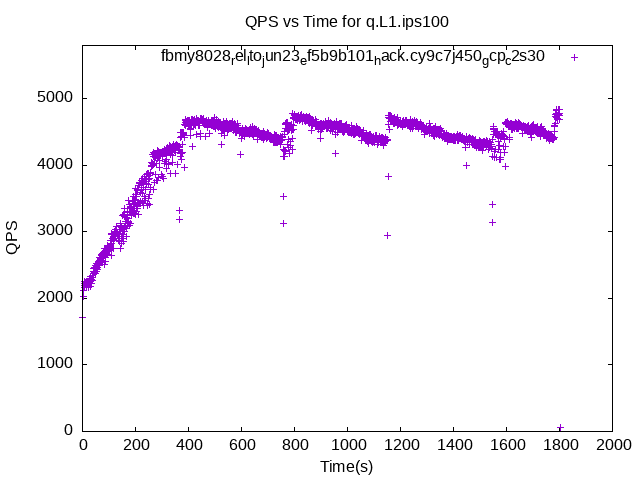 QPS vs Time for q.L1.ips100
fbmy8028relltojun23ef5b9b101hack.cy9c7j450gcpc2s30
5000
4000
3000
2000
1000
0
QPS
0 200 400 600 800 1000 1200 1400 1600 1800 2000
Time(s)